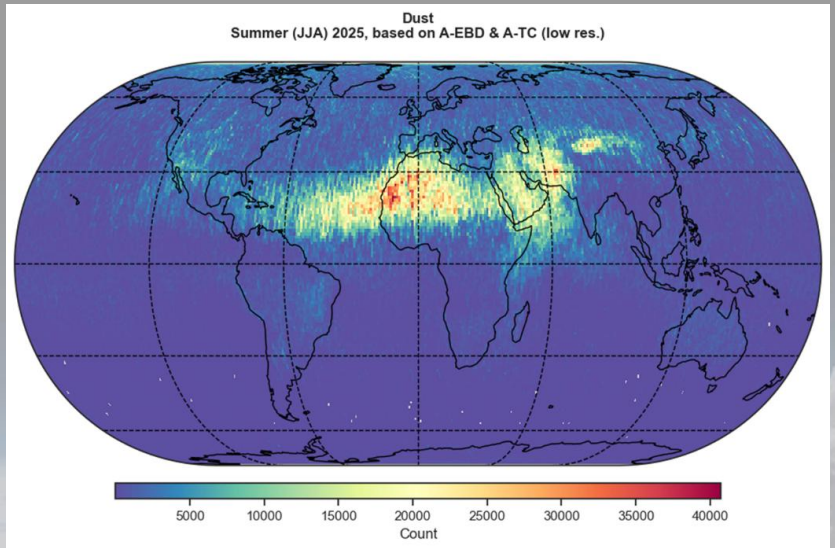 Dust
Summer (JJA) 2025, based on A-EBD & A-TC (low res.)
5000 10000 15000 20000 25000 30000 35000 40000
Count